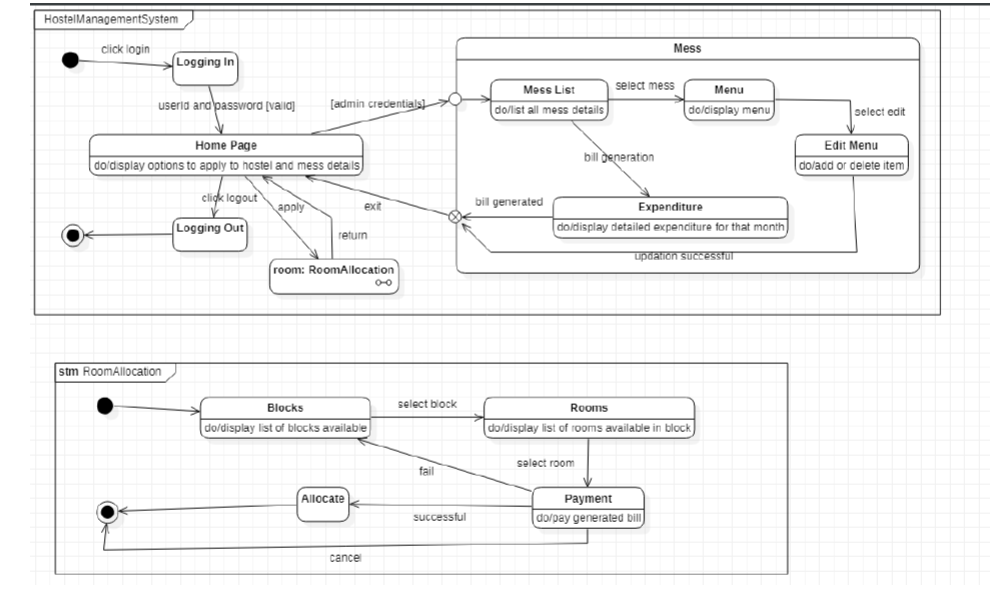 HostelManagementSystem
click login
Logging In
userid and password [valid]
Home Page
do/display options to apply to hostel and mess details
click logout
apply
return
Logging Out
room: RoomAllocation
[admin credentials]
exit
Mess
Mess List
do/list all mess details
select mess
Menu
do/display menu
select edit
Edit Menu
do/add or delete item
bill generation
bill generated
Expenditure
do/display detailed expenditure for that month
updation successful
stm RoomAllocation
Blocks
do/display list of blocks available
select block
Rooms
do/display list of rooms available in block
select room
fail
Payment
do/pay generated bill
Allocate
successful
cancel